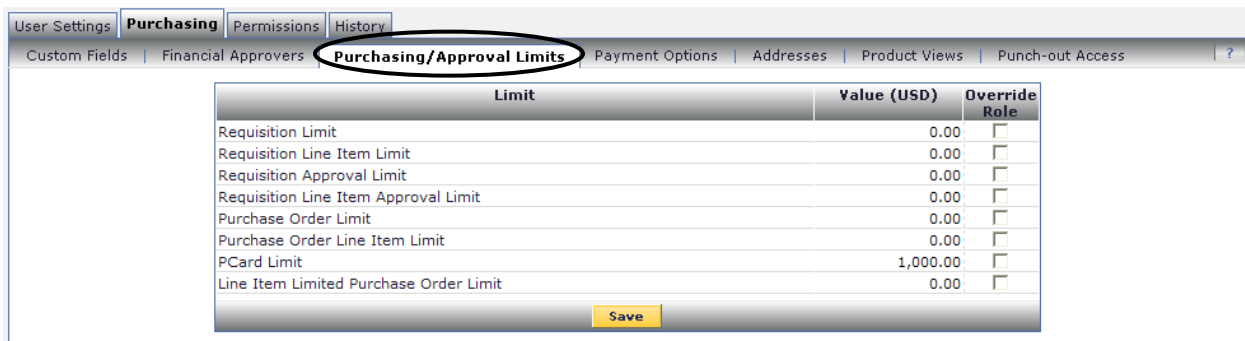 User Settings Purchasing Permissions History
Custom Fields | Financial Approvers Purchasing/Approval Limits Payment Options | Addresses | Product Views | Punch-out Access | ?
Limit Value (USD) Override
Role
Requisition Limit 0.00
Requisition Line Item Limit 0.00
Requisition Approval Limit 0.00
Requisition Line Item Approval Limit 0.00
Purchase Order Limit 0.00
Purchase Order Line Item Limit 0.00
PCard Limit 1,000.00
Line Item Limited Purchase Order Limit 0.00
Save